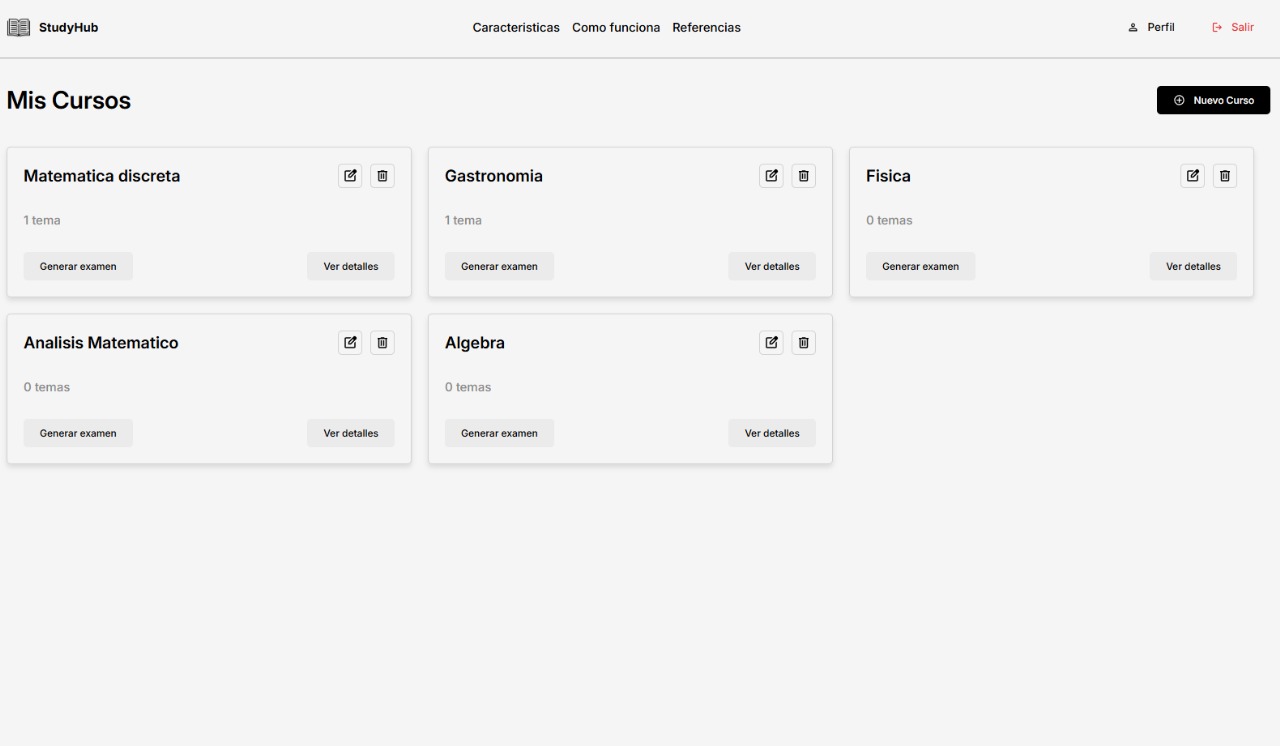 StudyHub
Caracteristicas Como funciona Referencias
Perfil
Salir
Mis Cursos
Nuevo Curso
Matematica discreta
1 tema
Generar examen
Ver detalles
Gastronomia
1 tema
Generar examen
Ver detalles
Fisica
0 temas
Generar examen
Ver detalles
Analisis Matematico
0 temas
Generar examen
Ver detalles
Algebra
0 temas
Generar examen
Ver detalles